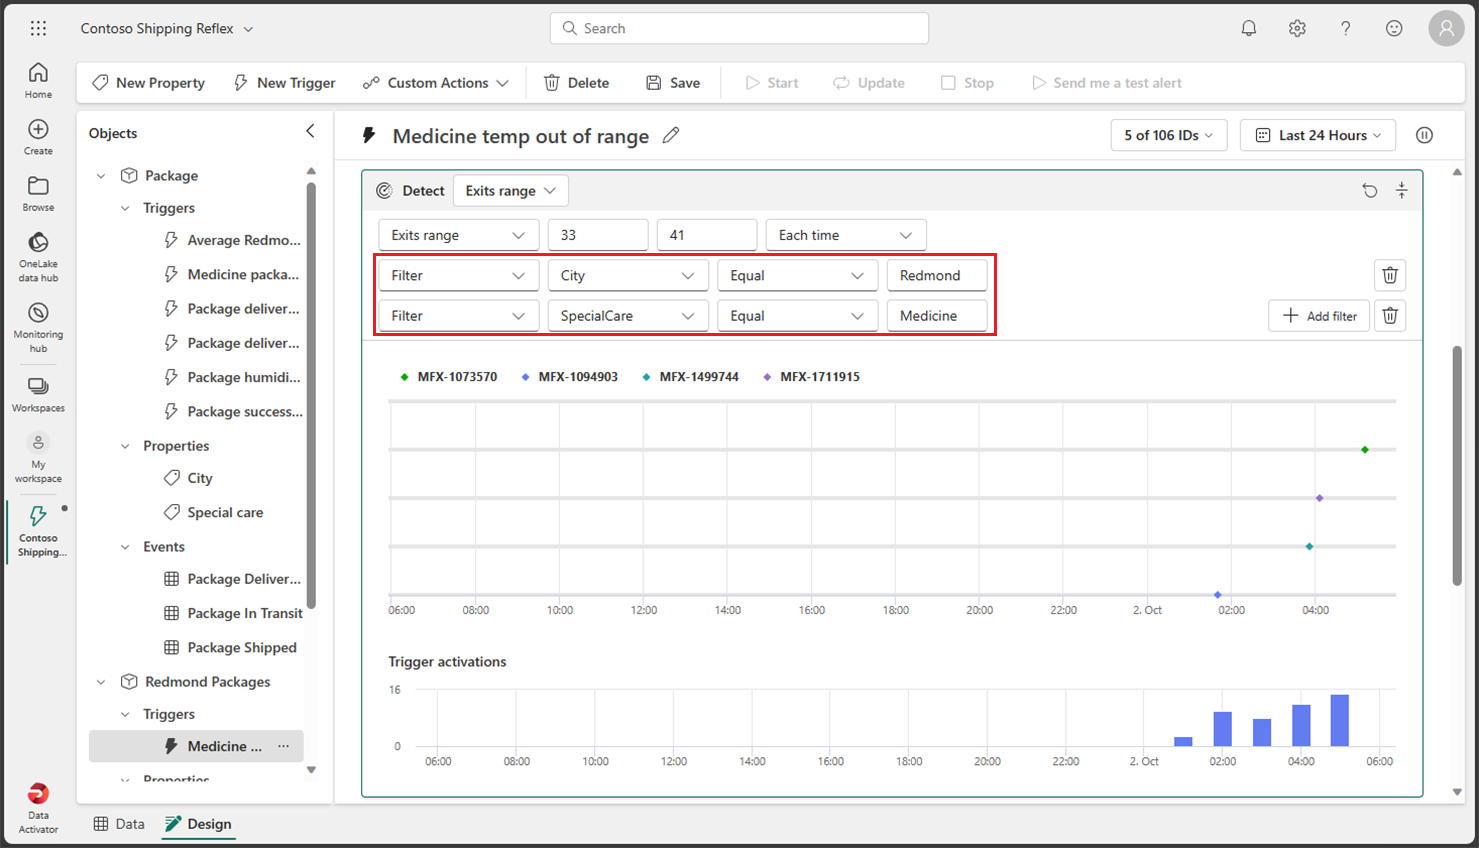 Contoso Shipping Reflex
Search
Home
Create
Browse
OneLake
data hub
Monitoring
hub
Workspaces
My
workspace
Contoso
Shipping...
Data
Activator
New Property
New Trigger
Custom Actions
Delete
Save
Start
Update
Stop
Send me a test alert
Objects
Package
Triggers
Average Redmo...
Medicine packa...
Package deliver...
Package deliver...
Package humidi...
Package success...
Properties
City
Special care
Events
Package Deliver...
Package In Transit
Package Shipped
Redmond Packages
Triggers
Medicine ...
Properties
Medicine temp out of range
5 of 106 IDs
Last 24 Hours
Detect
Exits range
Exits range 33 41 Each time
Filter City Equal Redmond
Filter SpecialCare Equal Medicine
Add filter
MFX-1073570 MFX-1094903 MFX-1499744 MFX-1711915
06:00 08:00 10:00 12:00 14:00 16:00 18:00 20:00 22:00 2. Oct 02:00 04:00
Trigger activations
16
0
06:00 08:00 10:00 12:00 14:00 16:00 18:00 20:00 22:00 2. Oct 02:00 04:00 06:00
Data
Design